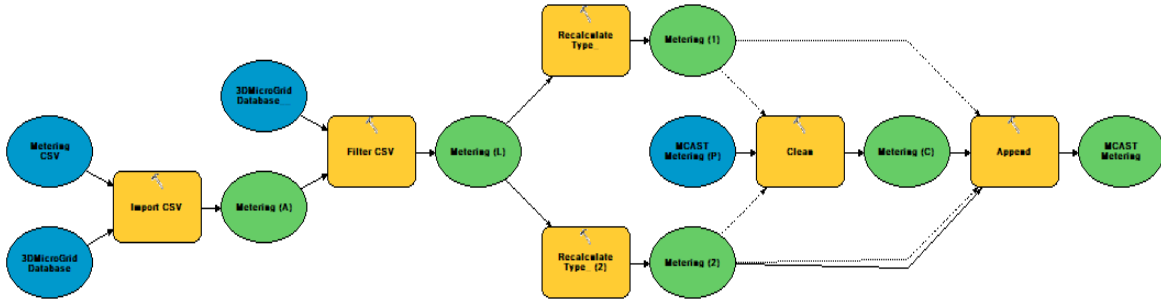 Recalculate
Type_
Metering (1)
3DMicroGrid
Database__
Metering
CSV
Filter CSV
Metering (L)
MCAST
Metering (P)
Clean
Metering (C)
Append
MCAST
Metering
Import CSV
Metering (A)
3DMicroGrid
Database
Recalculate
Type_ (2)
Metering (2)